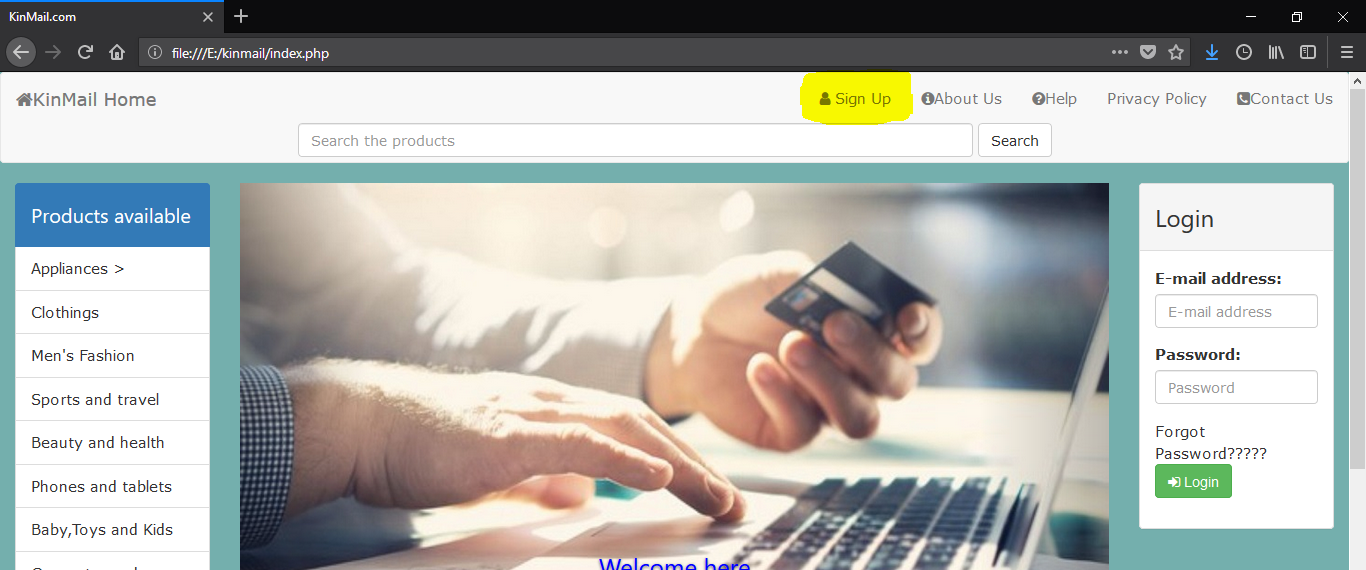 KinMail.com
file:///E:/kinmail/index.php
KinMail Home
Sign Up
About Us
Help
Privacy Policy
Contact Us
Search the products
Search
Products available
Appliances >
Clothings
Men's Fashion
Sports and travel
Beauty and health
Phones and tablets
Baby,Toys and Kids
Welcome here
Login
E-mail address:
E-mail address
Password:
Password
Forgot
Password?????
Login